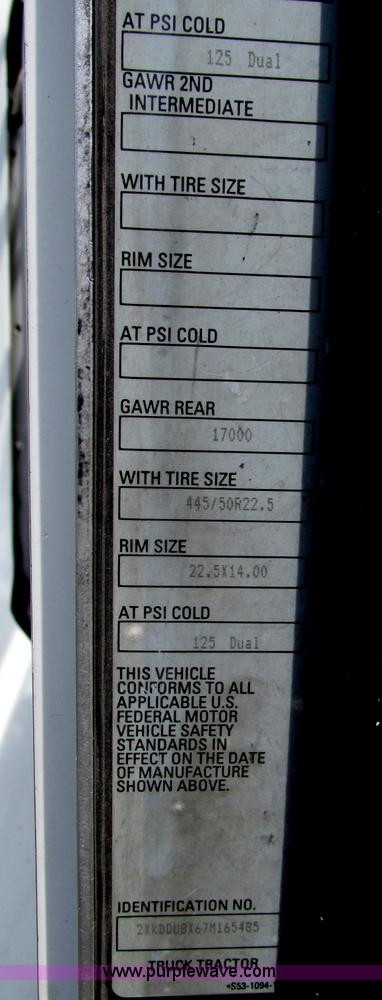 AT PSI COLD
125 Dual
GAWR 2ND
INTERMEDIATE
WITH TIRE SIZE
RIM SIZE
AT PSI COLD
GAWR REAR
17000
WITH TIRE SIZE
445/50R22.5
RIM SIZE
22.5X14.00
AT PSI COLD
125 Dual
THIS VEHICLE
CONFORMS TO ALL
APPLICABLE U.S.
FEDERAL MOTOR
VEHICLE SAFETY
STANDARDS IN
EFFECT ON THE DATE
OF MANUFACTURE
SHOWN ABOVE.
IDENTIFICATION NO.
2XKDDU8X67M165485
TRUCK TRACTOR
www.purplewave.com
*S53-1094-